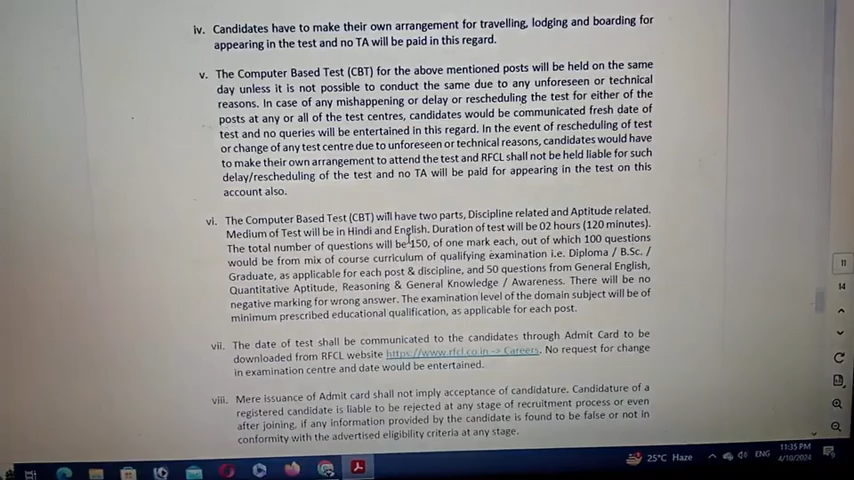 iv. Candidates have to make their own arrangement for travelling, lodging and boarding for
appearing in the test and no TA will be paid in this regard.
v. The Computer Based Test (CBT) for the above mentioned posts will be held on the same
day unless it is not possible to conduct the same due to any unforeseen or technical
reasons. In case of any mishappening or delay or rescheduling the test for either of the
posts at any or all of the test centres, candidates would be communicated fresh date of
test and no queries will be entertained in this regard. In the event of rescheduling of test
or change of any test centre due to unforeseen or technical reasons, candidates would have
to make their own arrangement to attend the test and RFCL shall not be held liable for such
delay/rescheduling of the test and no TA will be paid for appearing in the test on this
account also.
vi. The Computer Based Test (CBT) will have two parts, Discipline related and Aptitude related.
Medium of Test will be in Hindi and English. Duration of test will be 02 hours (120 minutes).
The total number of questions will be 150, of one mark each, out of which 100 questions
would be from mix of course curriculum of qualifying examination i.e. Diploma / B.Sc. /
Graduate, as applicable for each post & discipline, and 50 questions from General English,
Quantitative Aptitude, Reasoning & General Knowledge / Awareness. There will be no
negative marking for wrong answer. The examination level of the domain subject will be of
minimum prescribed educational qualification, as applicable for each post.
vii. The date of test shall be communicated to the candidates through Admit Card to be
downloaded from RFCL website https://www.rfcl.co.in -> Careers. No request for change
in examination centre and date would be entertained.
viii. Mere issuance of Admit card shall not imply acceptance of candidature. Candidature of a
registered candidate is liable to be rejected at any stage of recruitment process or even
after joining, if any information provided by the candidate is found to be false or not in
conformity with the advertised eligibility criteria at any stage.
11
14
25°C Haze
ENG
11:35 PM
4/10/2024